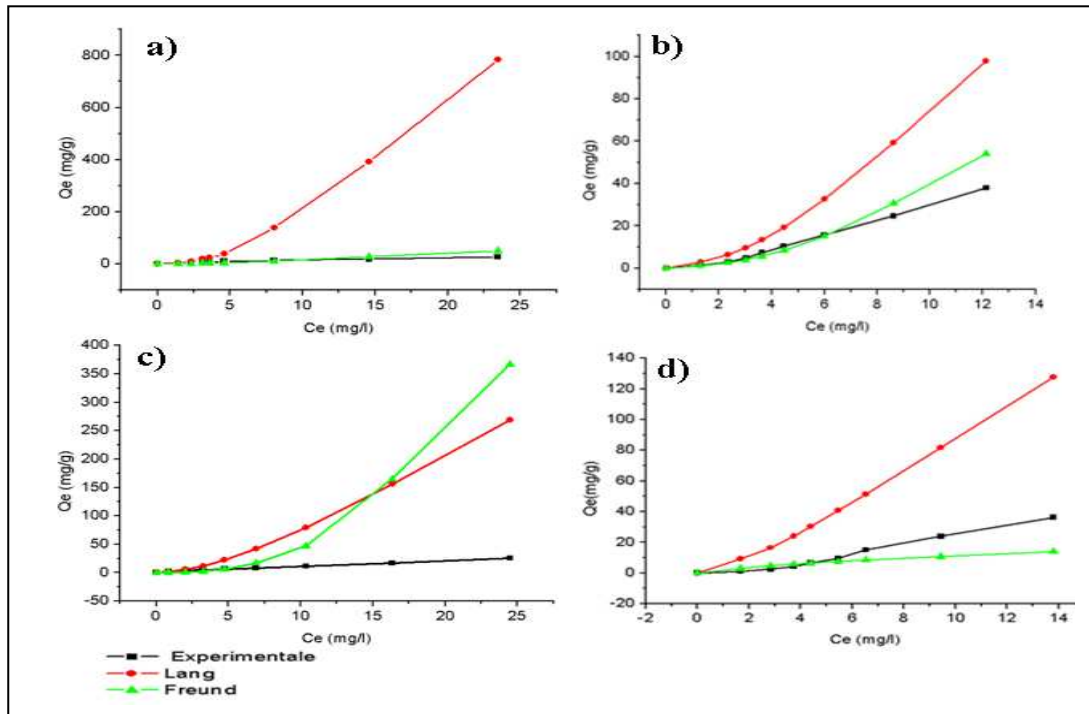 a)
800
600
400
200
0
Qe (mg/g)
0 5 10 15 20 25
Ce (mg/l)
b)
100
80
60
40
20
0
Qe (mg/g)
0 2 4 6 8 10 12 14
Ce (mg/l)
c)
400
350
300
250
200
150
100
50
0
-50
Qe (mg/g)
0 5 10 15 20 25
Ce (mg/l)
d)
140
120
100
80
60
40
20
0
-20
Qe(mg/g)
-2 0 2 4 6 8 10 12 14
Ce (mg/l)
Experimentale
Lang
Freund